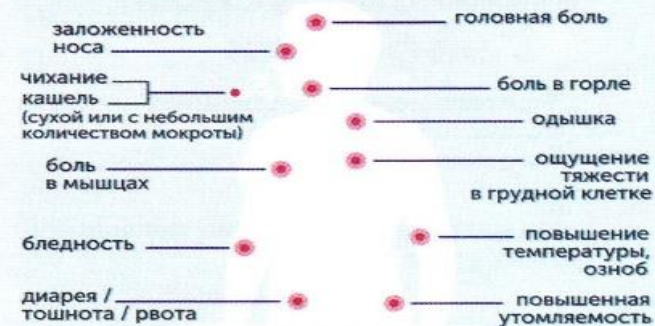 заложенность
носа
чихание
кашель
(сухой или с небольшим
количеством мокроты)
боль
в мышцах
бледность
диарея /
тошнота / рвота
головная боль
боль в горле
одышка
ощущение
тяжести
в грудной клетке
повышение
температуры,
озноб
повышенная
утомляемость